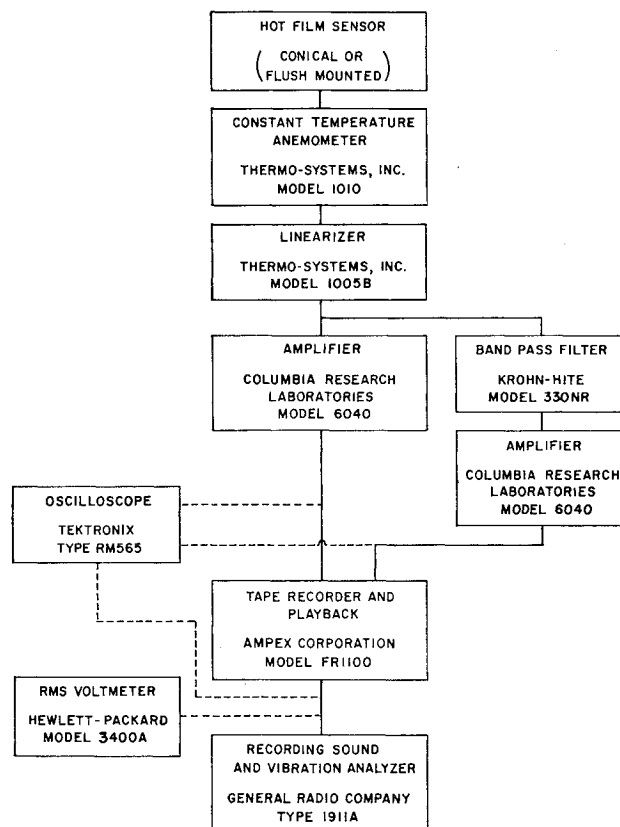 HOT FILM SENSOR
(CONICAL OR
FLUSH MOUNTED)
CONSTANT TEMPERATURE
ANEMOMETER
THERMO-SYSTEMS, INC.
MODEL 1010
LINEARIZER
THERMO-SYSTEMS, INC.
MODEL 1005B
AMPLIFIER
COLUMBIA RESEARCH
LABORATORIES
MODEL 6040
BAND PASS FILTER
KROHN-HITE
MODEL 330NR
AMPLIFIER
COLUMBIA RESEARCH
LABORATORIES
MODEL 6040
OSCILLOSCOPE
TEKTRONIX
TYPE RM565
TAPE RECORDER AND
PLAYBACK
AMPEX CORPORATION
MODEL FR1100
RMS VOLTMETER
HEWLETT-PACKARD
MODEL 3400A
RECORDING SOUND
AND VIBRATION ANALYZER
GENERAL RADIO COMPANY
TYPE 1911A